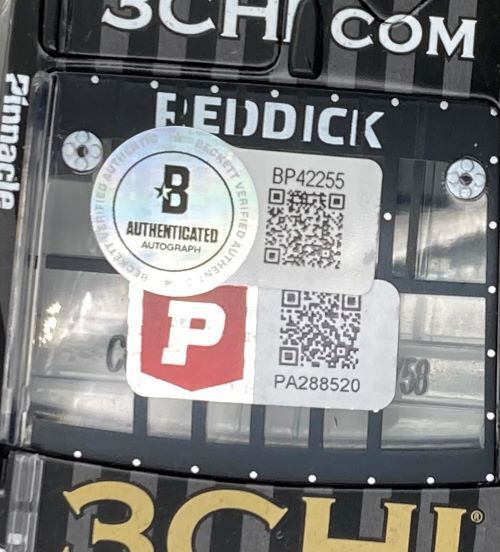 3CHI.COM
Pinnacle
REDDICK
BECKETT VERIFIED AUTHENTIC ★ BECKETT VERIFIED AUTHENTIC ★
B
AUTHENTICATED
AUTOGRAPH
BP42255
P
PA288520
C
58
3CHI®